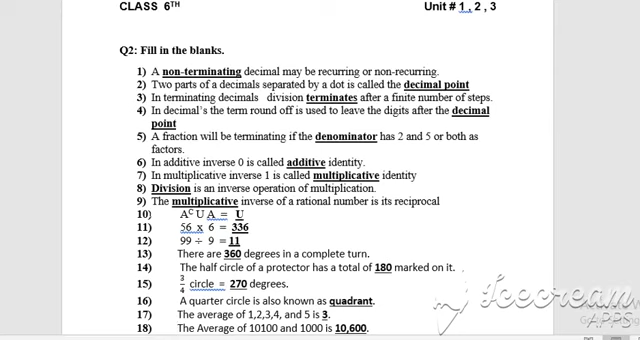 CLASS 6TH Unit # 1 , 2 , 3
Q2: Fill in the blanks.
1) A non-terminating decimal may be recurring or non-recurring.
2) Two parts of a decimals separated by a dot is called the decimal point
3) In terminating decimals division terminates after a finite number of steps.
4) In decimal's the term round off is used to leave the digits after the decimal
point
5) A fraction will be terminating if the denominator has 2 and 5 or both as
factors.
6) In additive inverse 0 is called additive identity.
7) In multiplicative inverse 1 is called multiplicative identity
8) Division is an inverse operation of multiplication.
9) The multiplicative inverse of a rational number is its reciprocal
10) Aᶜ U A = U
11) 56 x 6 = 336
12) 99 ÷ 9 = 11
13) There are 360 degrees in a complete turn.
14) The half circle of a protector has a total of 180 marked on it.
15) 3/4 circle = 270 degrees.
16) A quarter circle is also known as quadrant.
17) The average of 1,2,3,4, and 5 is 3.
18) The Average of 10100 and 1000 is 10,600.
Icecream
APPS